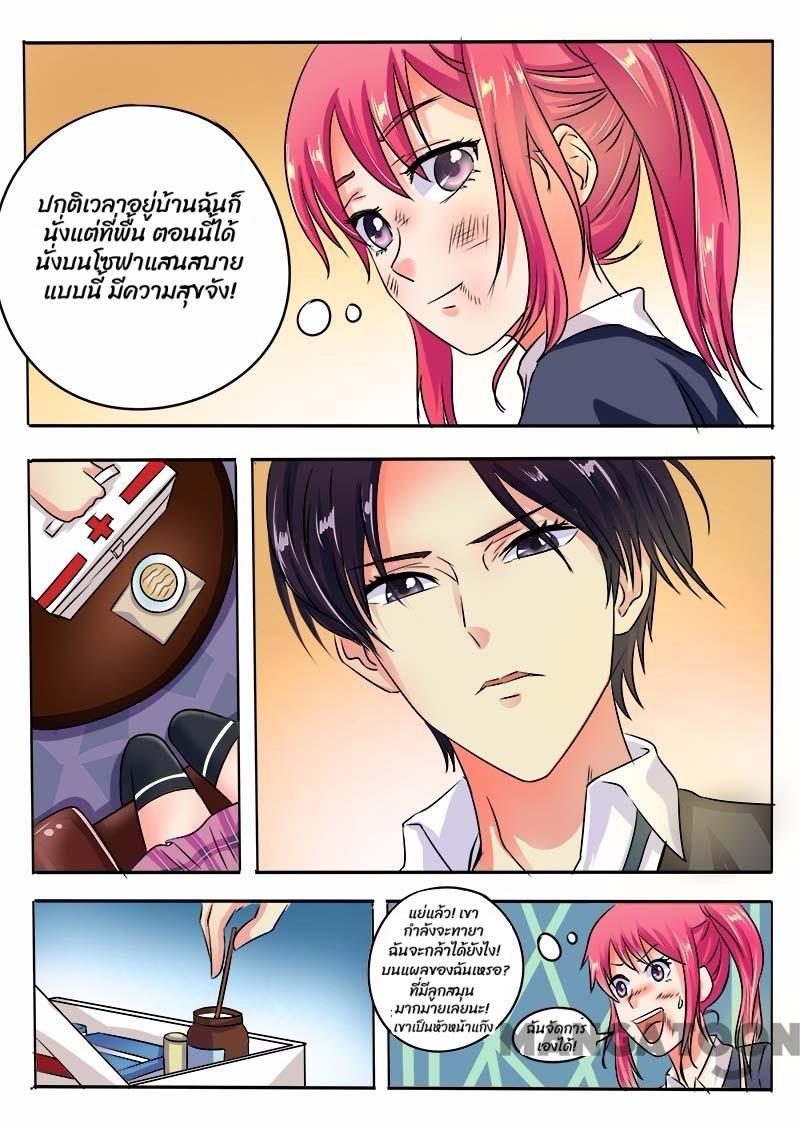 ปกติเวลาอยู่บ้านฉันก็
นั่งแต่ที่พื้น ตอนนี้ได้
นั่งบนโซฟาแสนสบาย
แบบนี้ มีความสุขจัง!
แย่แล้ว! เขา
กำลังจะทายา
ฉันจะกล้าได้ยังไง!
บนแผลของฉันเหรอ?
ที่มีลูกสมุน
มากมายเลยนะ!
เขาเป็นหัวหน้าแก๊ง
ฉันจัดการ
เองได้!
MANGATOON